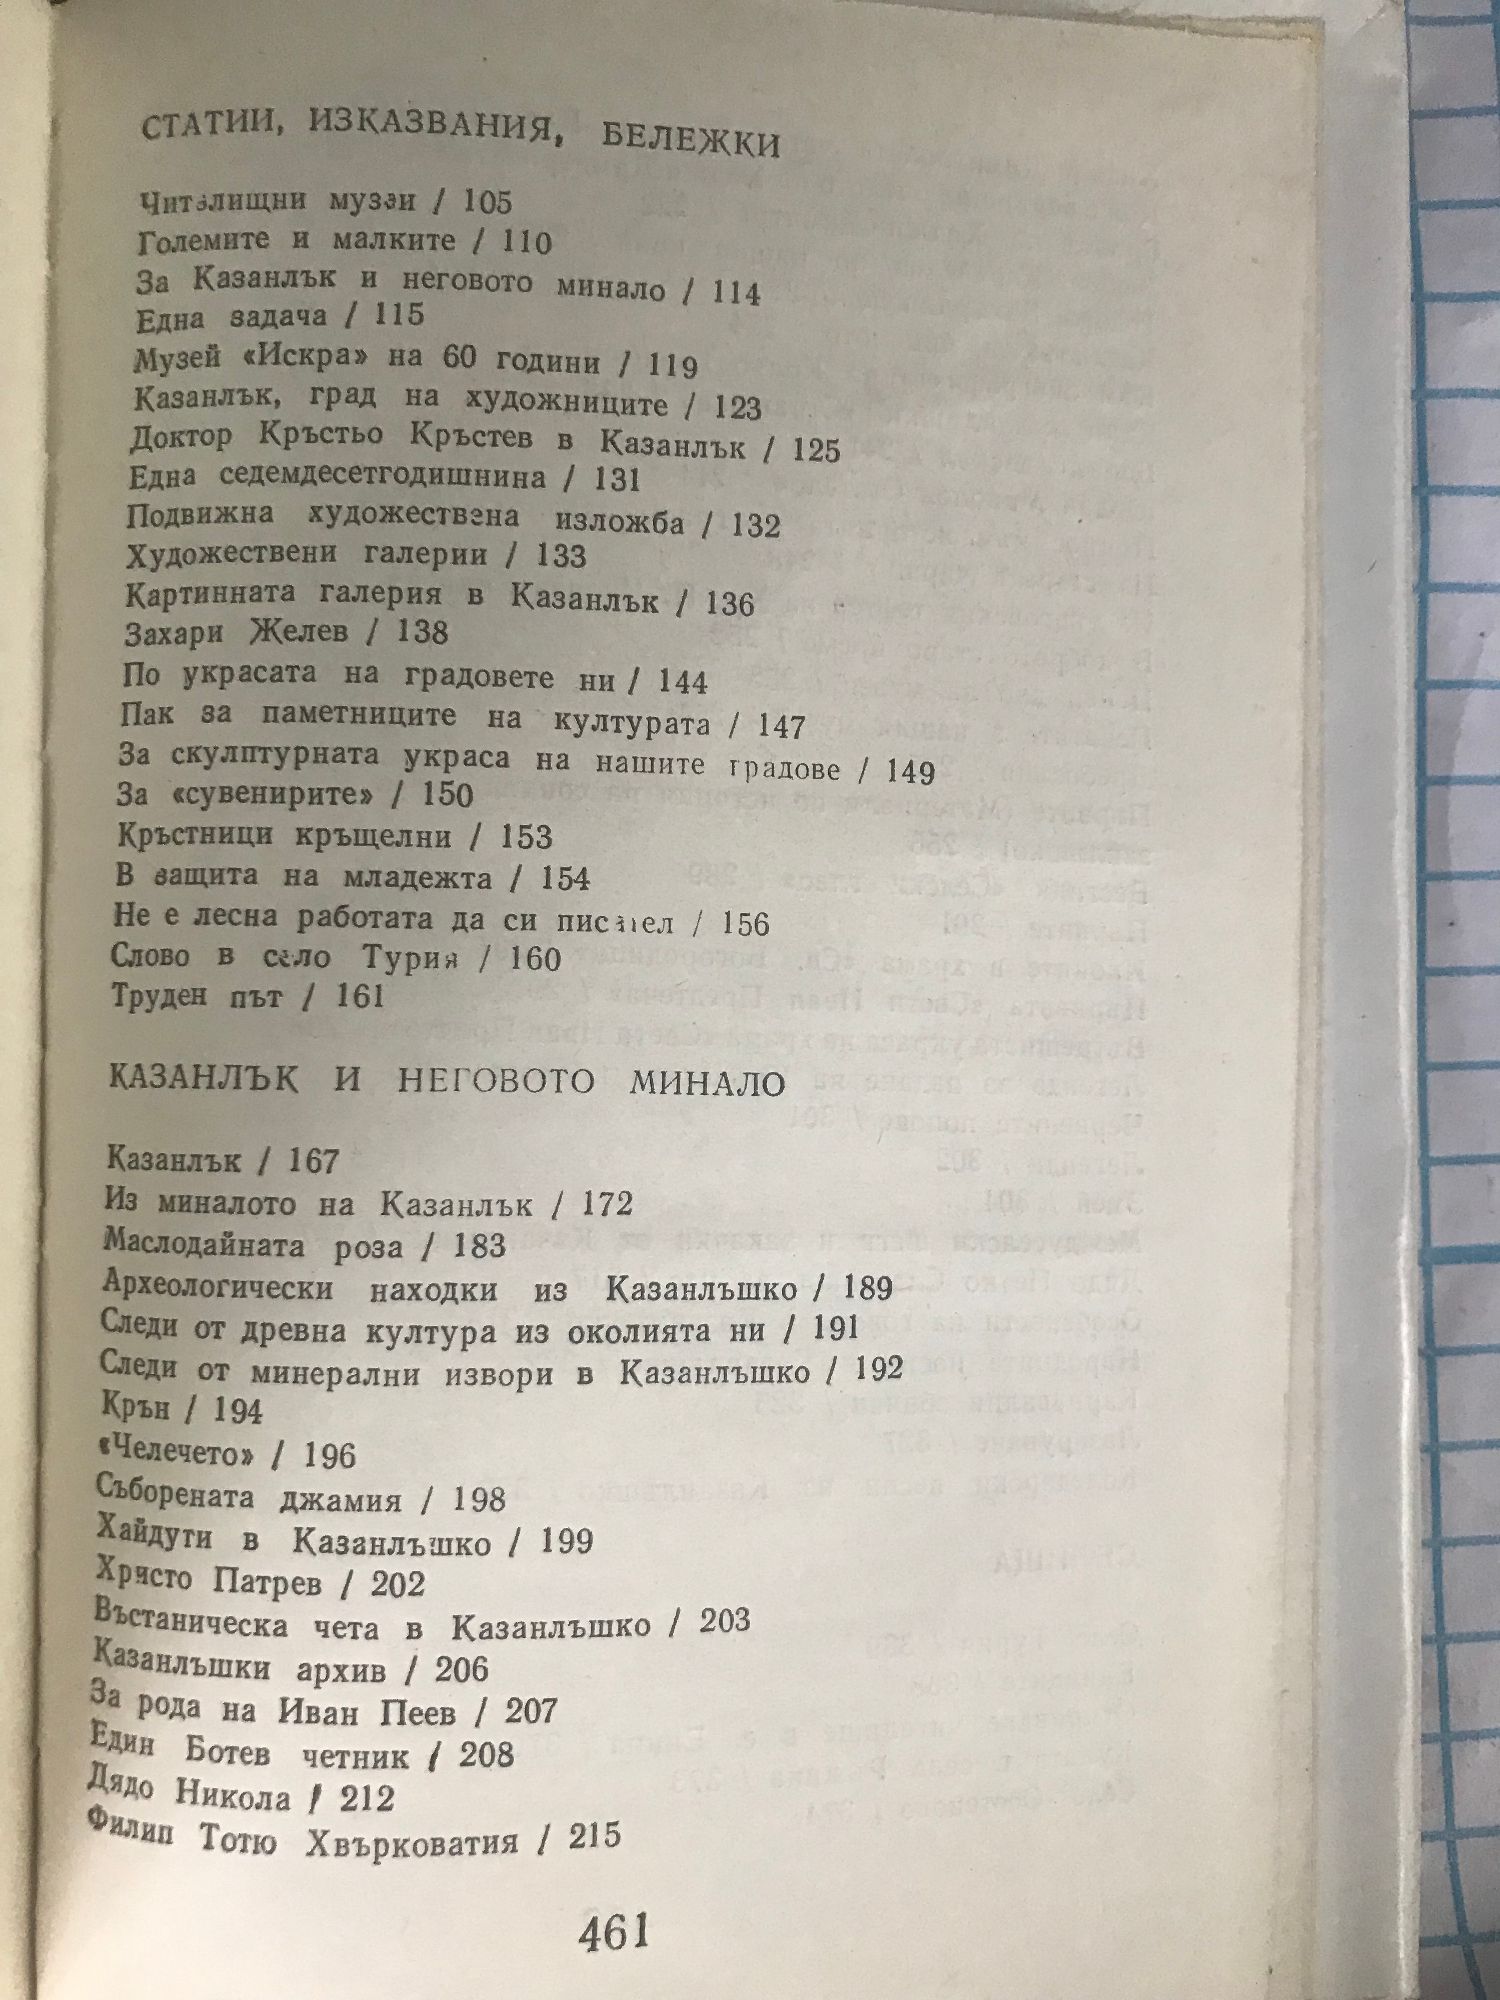 СТАТИИ, ИЗКАЗВАНИЯ, БЕЛЕЖКИ
Читалищни музеи / 105
Големите и малките / 110
За Казанлък и неговото минало / 114
Една задача / 115
Музей «Искра» на 60 години / 119
Казанлък, град на художниците / 123
Доктор Кръстьо Кръстев в Казанлък / 125
Една седемдесетгодишнина / 131
Подвижна художествена изложба / 132
Художествени галерии / 133
Картинната галерия в Казанлък / 136
Захари Желев / 138
По украсата на градовете ни / 144
Пак за паметниците на културата / 147
За скулптурната украса на нашите градове / 149
За «сувенирите» / 150
Кръстници кръщелни / 153
В защита на младежта / 154
Не е лесна работата да си писател / 156
Слово в село Турия / 160
Труден път / 161
КАЗАНЛЪК И НЕГОВОТО МИНАЛО
Казанлък / 167
Из миналото на Казанлък / 172
Маслодайната роза / 183
Археологически находки из Казанлъшко / 189
Следи от древна култура из околията ни / 191
Следи от минерални извори в Казанлъшко / 192
Крън / 194
«Челечето» / 196
Съборената джамия / 198
Хайдути в Казанлъшко / 199
Христо Патрев / 202
Въстаническа чета в Казанлъшко / 203
Казанлъшки архив / 206
За рода на Иван Пеев / 207
Един Ботев четник / 208
Дядо Никола / 212
Филип Тотю Хвърковатия / 215
461